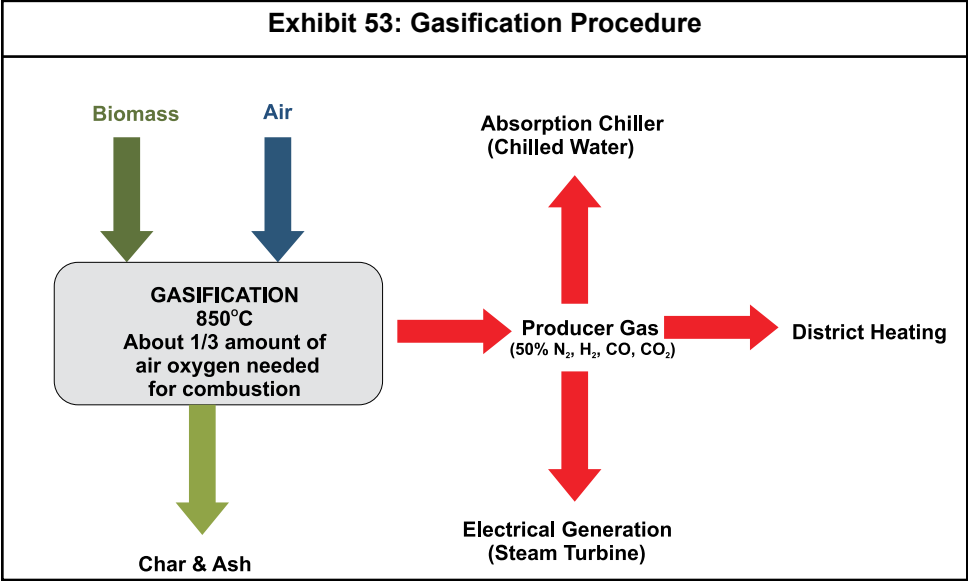 Exhibit 53: Gasification Procedure
Biomass
Air
GASIFICATION
850°C
About 1/3 amount of
air oxygen needed
for combustion
Char & Ash
Absorption Chiller
(Chilled Water)
Producer Gas
(50% N₂, H₂, CO, CO₂)
District Heating
Electrical Generation
(Steam Turbine)